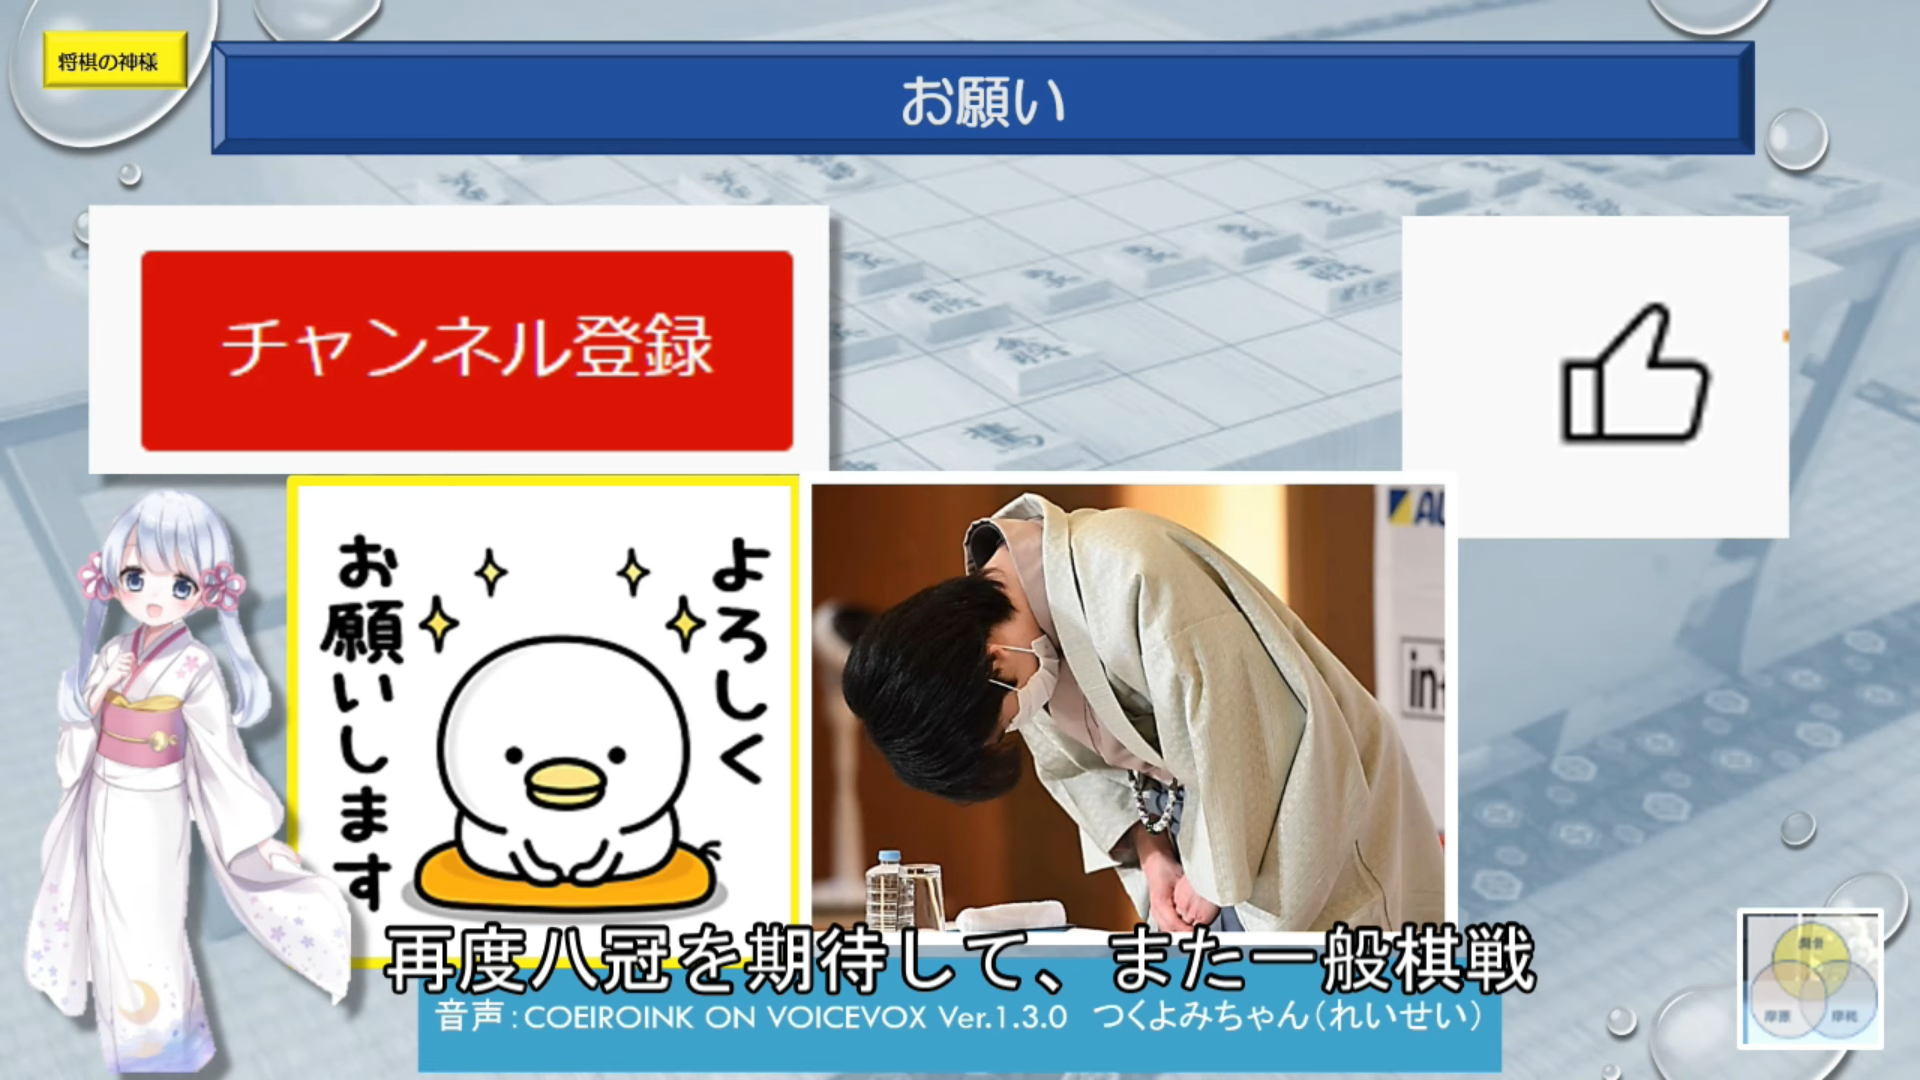 将棋の神様
お願い
チャンネル登録
よろしく
お願いします
再度八冠を期待して、また一般棋戦
音声：COEIROINK ON VOICEVOX Ver.1.3.0　つくよみちゃん（れいせい）